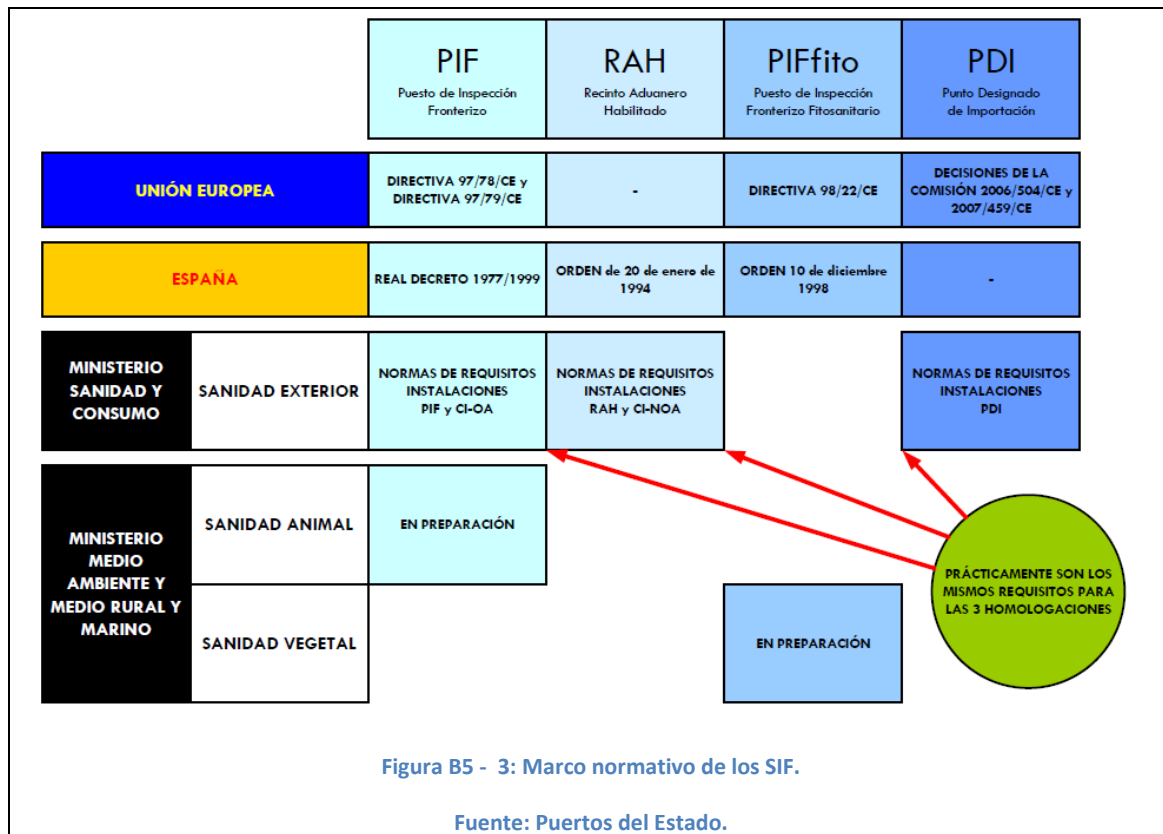 PIF
Puesto de Inspección
Fronterizo
RAH
Recinto Aduanero
Habilitado
PIFfito
Puesto de Inspección
Fronterizo Fitosanitario
PDI
Punto Designado
de Importación
UNIÓN EUROPEA
DIRECTIVA 97/78/CE y
DIRECTIVA 97/79/CE
-
DIRECTIVA 98/22/CE
DECISIONES DE LA
COMISIÓN 2006/504/CE y
2007/459/CE
ESPAÑA
REAL DECRETO 1977/1999
ORDEN de 20 de enero de
1994
ORDEN 10 de diciembre
1998
-
MINISTERIO
SANIDAD Y
CONSUMO
SANIDAD EXTERIOR
NORMAS DE REQUISITOS
INSTALACIONES
PIF y CI-OA
NORMAS DE REQUISITOS
INSTALACIONES
RAH y CI-NOA
NORMAS DE REQUISITOS
INSTALACIONES
PDI
MINISTERIO
MEDIO
AMBIENTE Y
MEDIO RURAL Y
MARINO
SANIDAD ANIMAL
EN PREPARACIÓN
SANIDAD VEGETAL
EN PREPARACIÓN
PRÁCTICAMENTE SON LOS
MISMOS REQUISITOS PARA
LAS 3 HOMOLOGACIONES
Figura B5 - 3: Marco normativo de los SIF.
Fuente: Puertos del Estado.